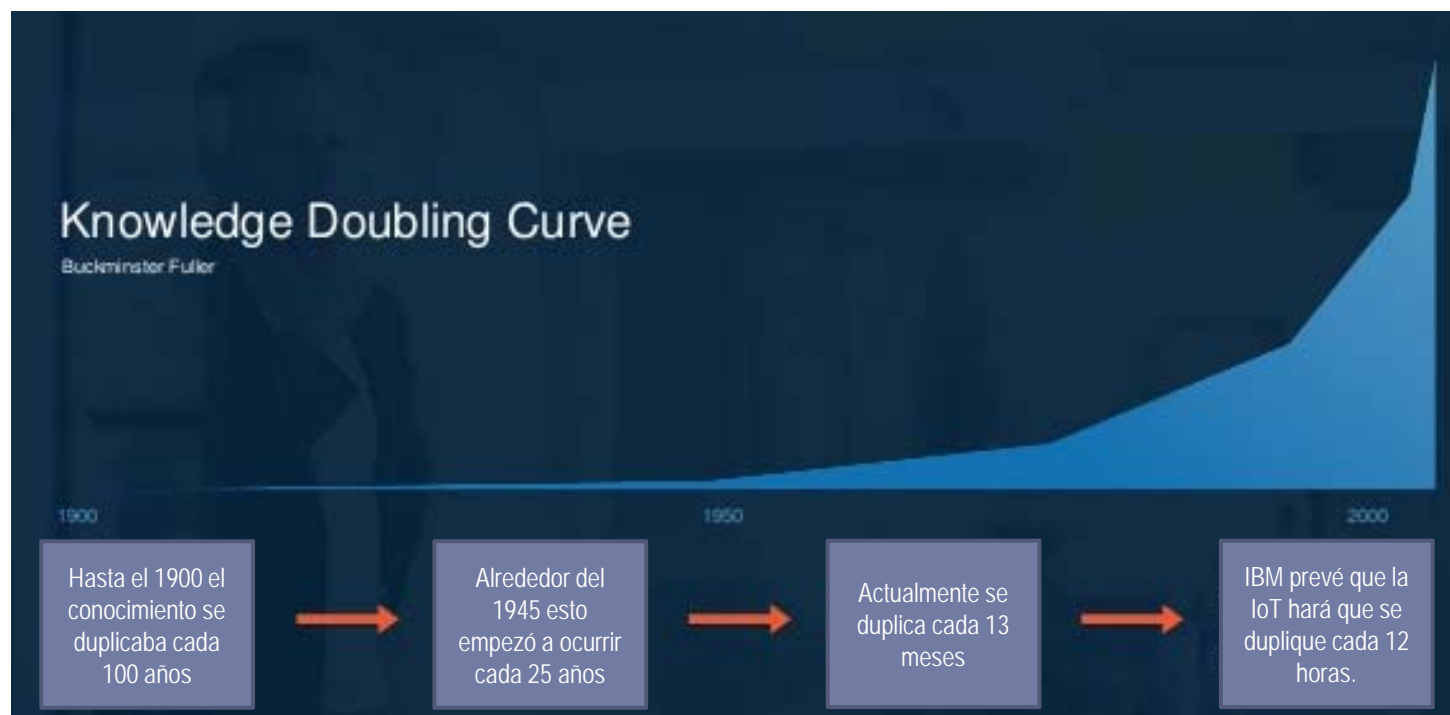 Knowledge Doubling Curve
Buckminster Fuller
1900
1950
2000
Hasta el 1900 el
conocimiento se
duplicaba cada
100 años
Alrededor del
1945 esto
empezó a ocurrir
cada 25 años
Actualmente se
duplica cada 13
meses
IBM prevé que la
IoT hará que se
duplique cada 12
horas.